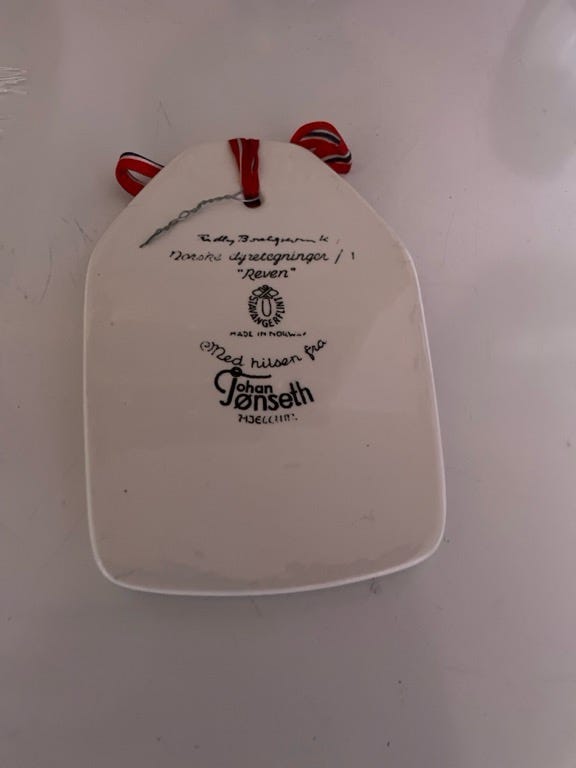 Norske dyretegninger / 1
"Reven"
STAVANGERFLINT
MADE IN NORWAY
Med hilsen fra
Johan
Tønseth